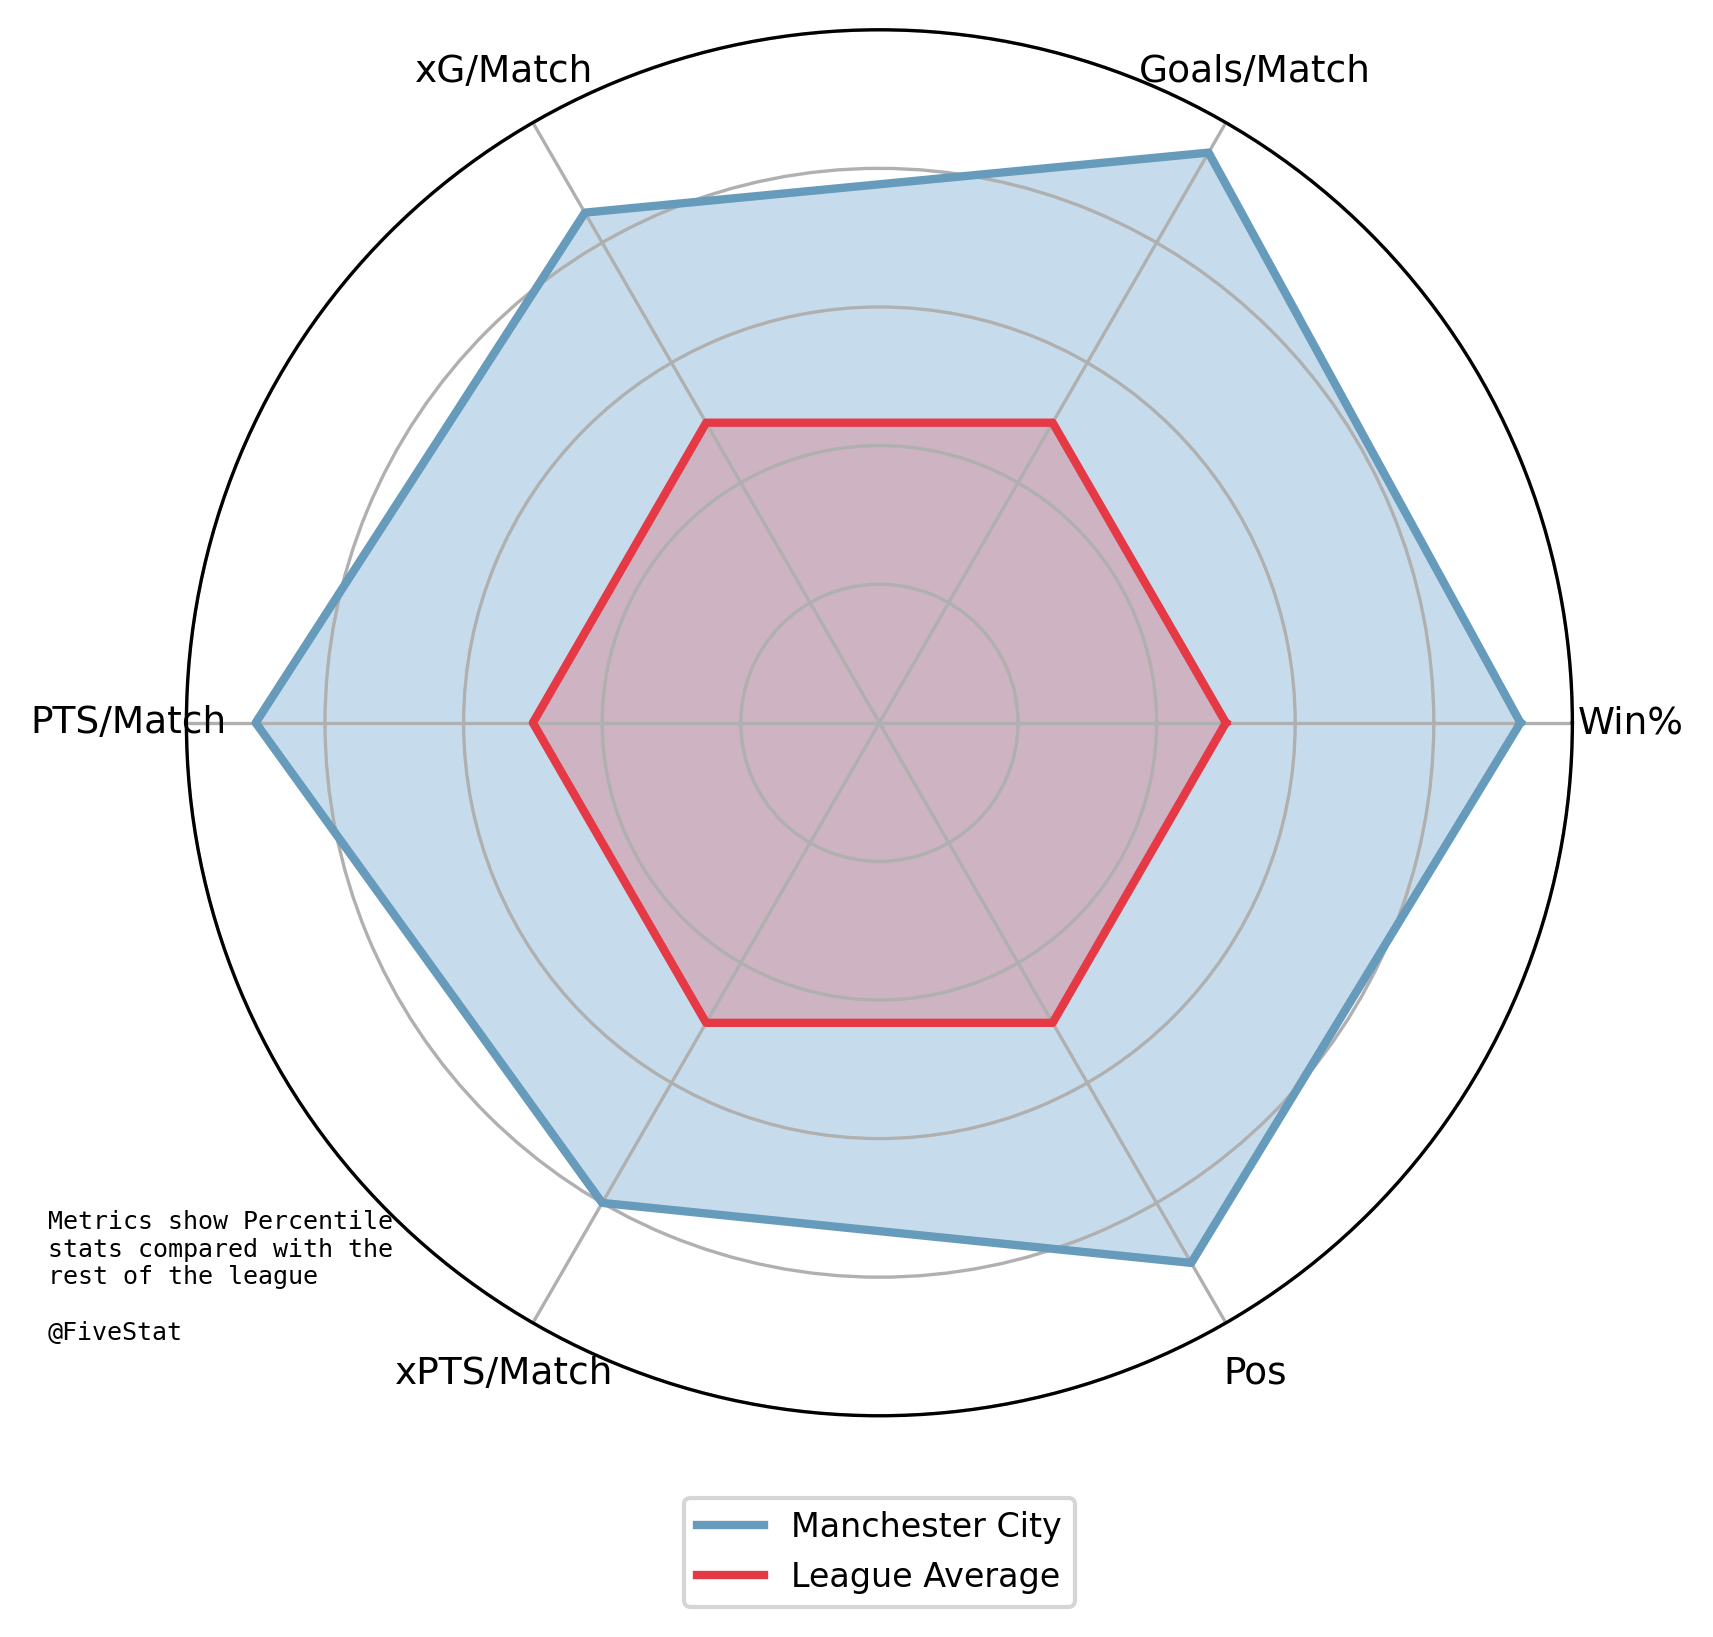 xG/Match
Goals/Match
PTS/Match
Win%
Metrics show Percentile
stats compared with the
rest of the league
@FiveStat
xPTS/Match
Pos
Manchester City
League Average